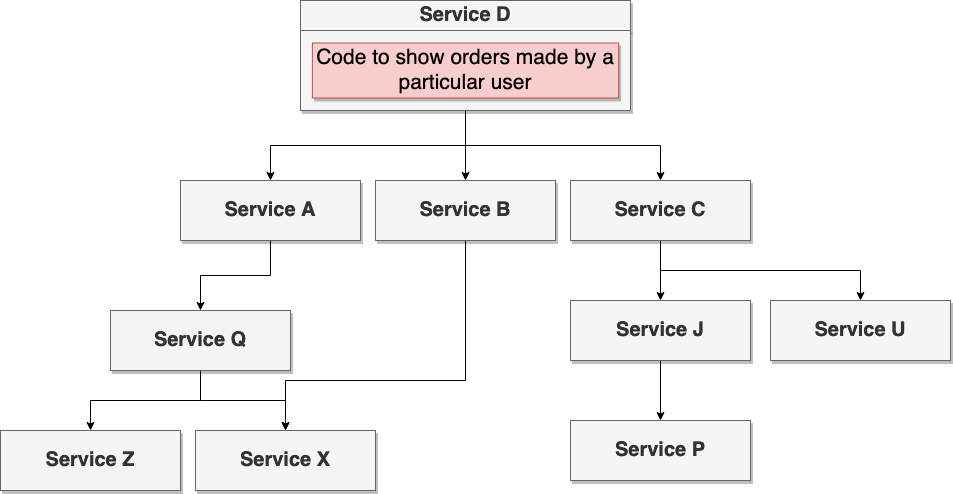 Service D
Code to show orders made by a
particular user
Service A
Service B
Service C
Service Q
Service J
Service U
Service Z
Service X
Service P